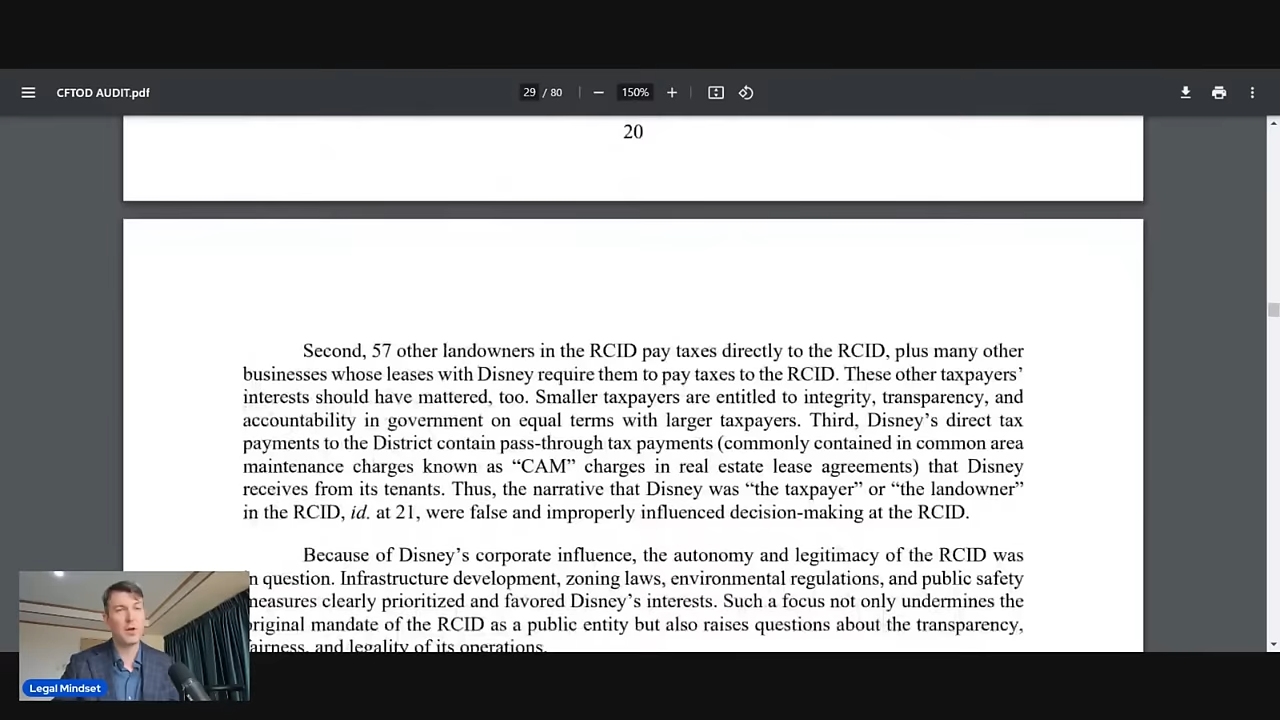 CFTOD AUDIT.pdf
29 / 80
150%
20
Second, 57 other landowners in the RCID pay taxes directly to the RCID, plus many other
businesses whose leases with Disney require them to pay taxes to the RCID. These other taxpayers’
interests should have mattered, too. Smaller taxpayers are entitled to integrity, transparency, and
accountability in government on equal terms with larger taxpayers. Third, Disney’s direct tax
payments to the District contain pass-through tax payments (commonly contained in common area
maintenance charges known as “CAM” charges in real estate lease agreements) that Disney
receives from its tenants. Thus, the narrative that Disney was “the taxpayer” or “the landowner”
in the RCID, id. at 21, were false and improperly influenced decision-making at the RCID.
Because of Disney’s corporate influence, the autonomy and legitimacy of the RCID was
in question. Infrastructure development, zoning laws, environmental regulations, and public safety
measures clearly prioritized and favored Disney’s interests. Such a focus not only undermines the
original mandate of the RCID as a public entity but also raises questions about the transparency,
fairness, and legality of its operations.
Legal Mindset